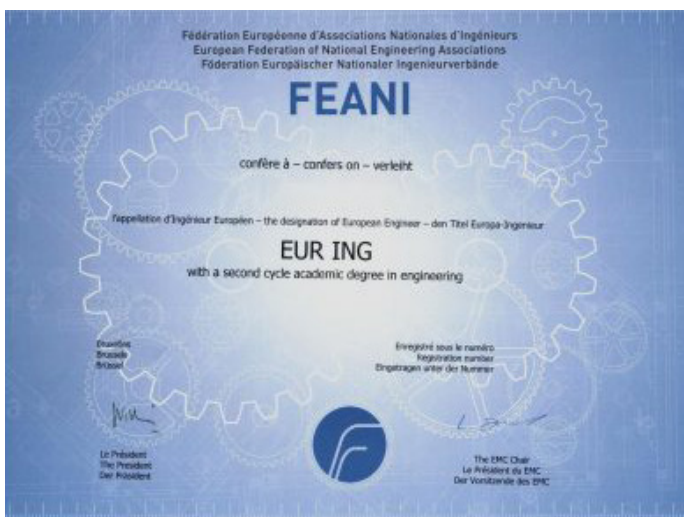 Fédération Européenne d'Associations Nationales d'Ingénieurs
European Federation of National Engineering Associations
Föderation Europäischer Nationaler Ingenieurverbände
FEANI
confère à – confers on – verleiht
l'appellation d'Ingénieur Européen – the designation of European Engineer – den Titel Europa-Ingenieur
EUR ING
with a second cycle academic degree in engineering
Bruxelles
Brussels
Brüssel
Enregistré sous le numéro
Registration number
Eingetragen unter der Nummer
Le Président
The President
Der Präsident
The EMC Chair
Le Président du EMC
Der Vorsitzende des EMC